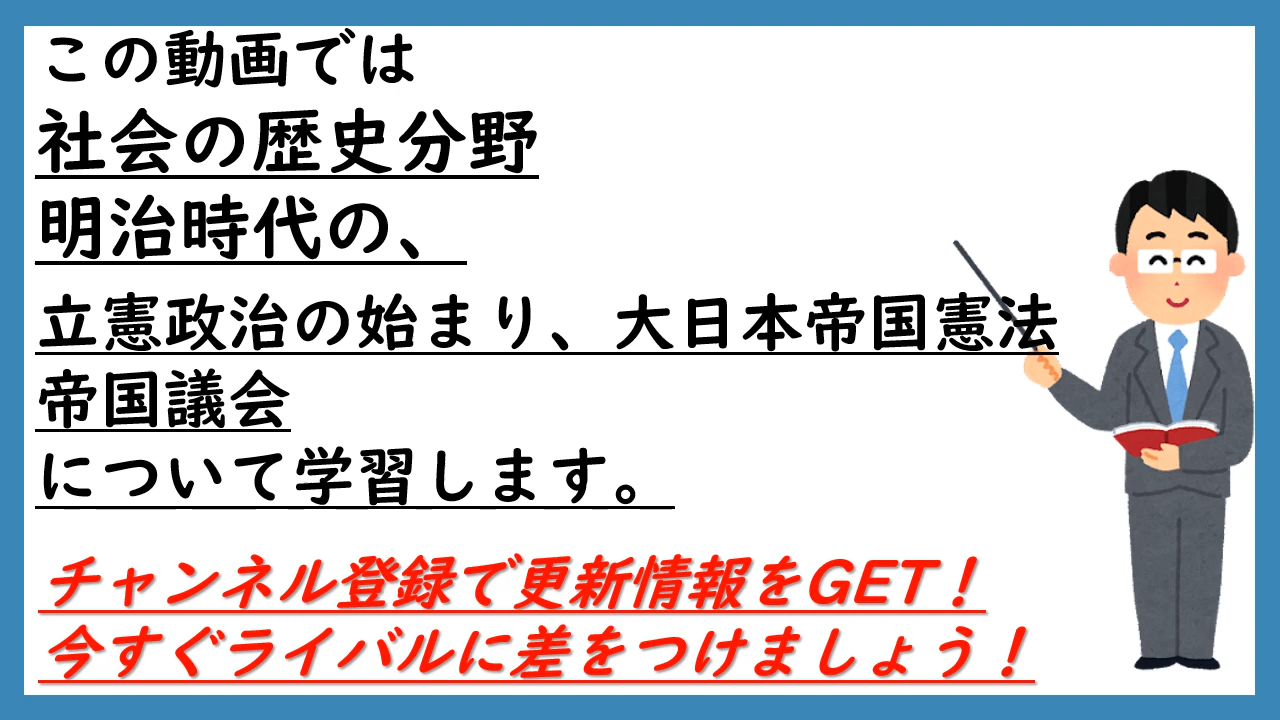 この動画では
社会の歴史分野
明治時代の、
立憲政治の始まり、大日本帝国憲法
帝国議会
について学習します。
チャンネル登録で更新情報をGET！
今すぐライバルに差をつけましょう！